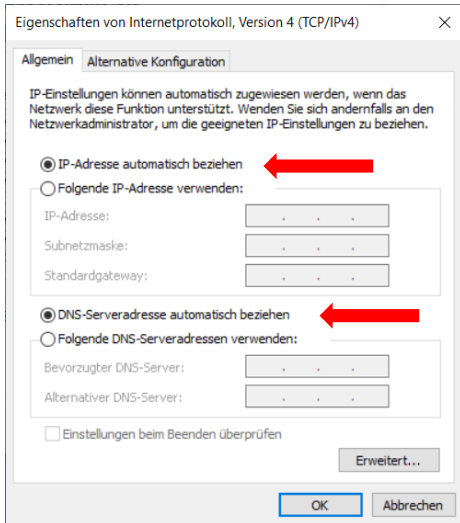 Eigenschaften von Internetprotokoll, Version 4 (TCP/IPv4)
Allgemein
Alternative Konfiguration
IP-Einstellungen können automatisch zugewiesen werden, wenn das
Netzwerk diese Funktion unterstützt. Wenden Sie sich andernfalls an den
Netzwerkadministrator, um die geeigneten IP-Einstellungen zu beziehen.
IP-Adresse automatisch beziehen
Folgende IP-Adresse verwenden:
IP-Adresse:
Subnetzmaske:
Standardgateway:
DNS-Serveradresse automatisch beziehen
Folgende DNS-Serveradressen verwenden:
Bevorzugter DNS-Server:
Alternativer DNS-Server:
Einstellungen beim Beenden überprüfen
Erweitert...
OK
Abbrechen